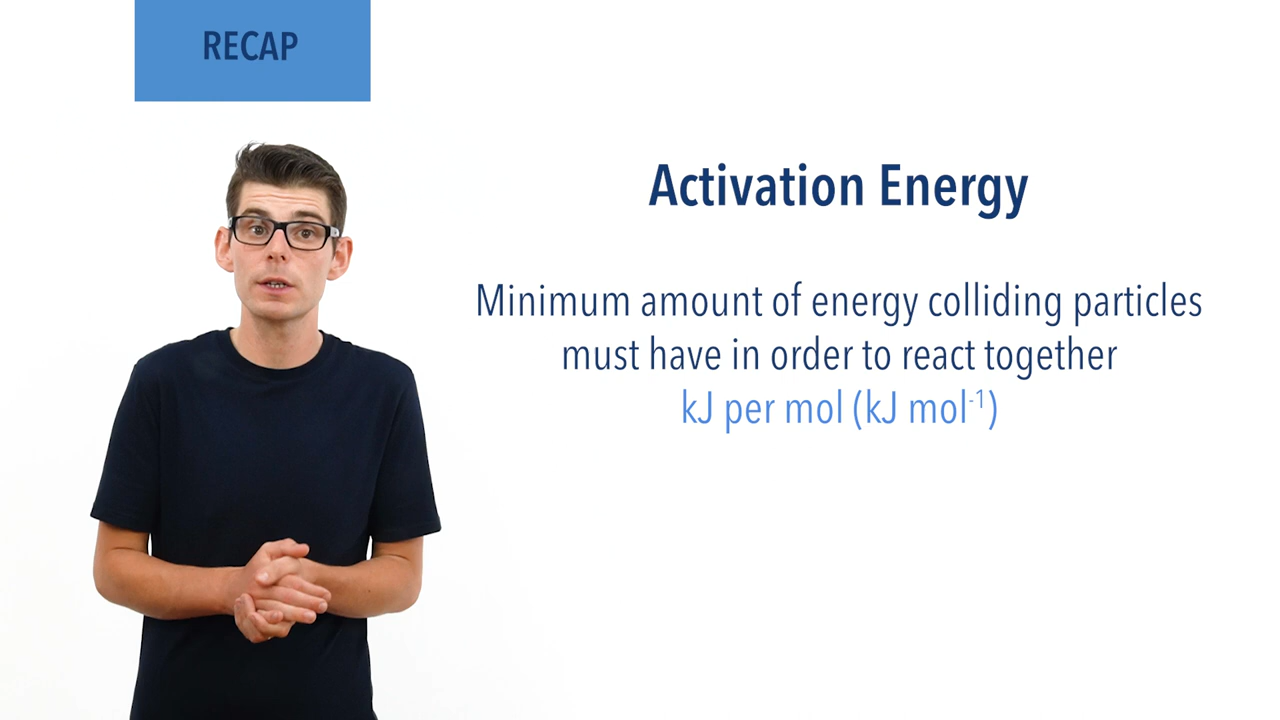 RECAP
Activation Energy
Minimum amount of energy colliding particles
must have in order to react together
kJ per mol (kJ mol⁻¹)